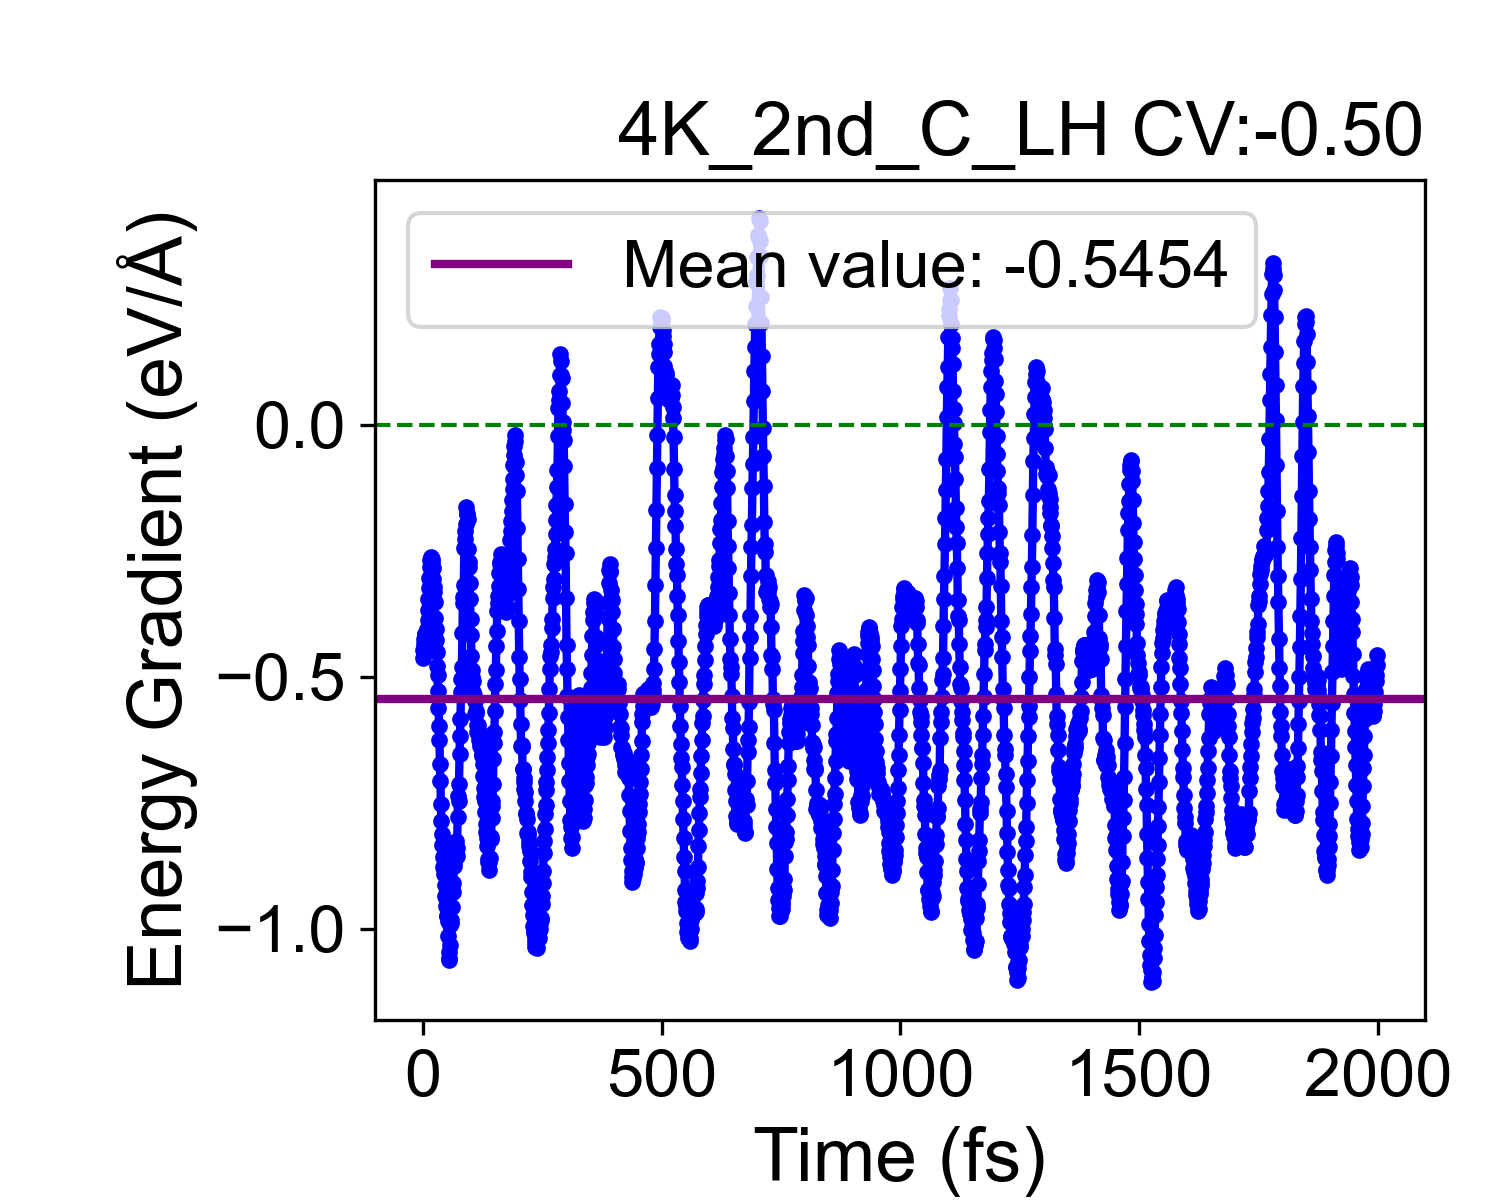 4K_2nd_C_LH CV:-0.50
Mean value: -0.5454
Energy Gradient (eV/Å)
0.0
−0.5
−1.0
0 500 1000 1500 2000
Time (fs)